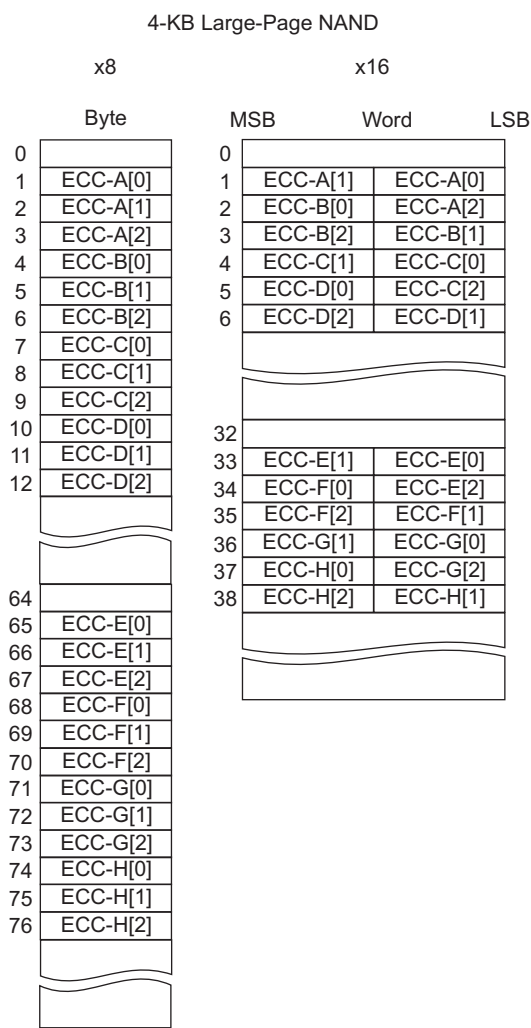 4-KB Large-Page NAND
x8
Byte
0
1 ECC-A[0]
2 ECC-A[1]
3 ECC-A[2]
4 ECC-B[0]
5 ECC-B[1]
6 ECC-B[2]
7 ECC-C[0]
8 ECC-C[1]
9 ECC-C[2]
10 ECC-D[0]
11 ECC-D[1]
12 ECC-D[2]
64
65 ECC-E[0]
66 ECC-E[1]
67 ECC-E[2]
68 ECC-F[0]
69 ECC-F[1]
70 ECC-F[2]
71 ECC-G[0]
72 ECC-G[1]
73 ECC-G[2]
74 ECC-H[0]
75 ECC-H[1]
76 ECC-H[2]
x16
MSB Word LSB
0
1 ECC-A[1] ECC-A[0]
2 ECC-B[0] ECC-A[2]
3 ECC-B[2] ECC-B[1]
4 ECC-C[1] ECC-C[0]
5 ECC-D[0] ECC-C[2]
6 ECC-D[2] ECC-D[1]
32
33 ECC-E[1] ECC-E[0]
34 ECC-F[0] ECC-E[2]
35 ECC-F[2] ECC-F[1]
36 ECC-G[1] ECC-G[0]
37 ECC-H[0] ECC-G[2]
38 ECC-H[2] ECC-H[1]